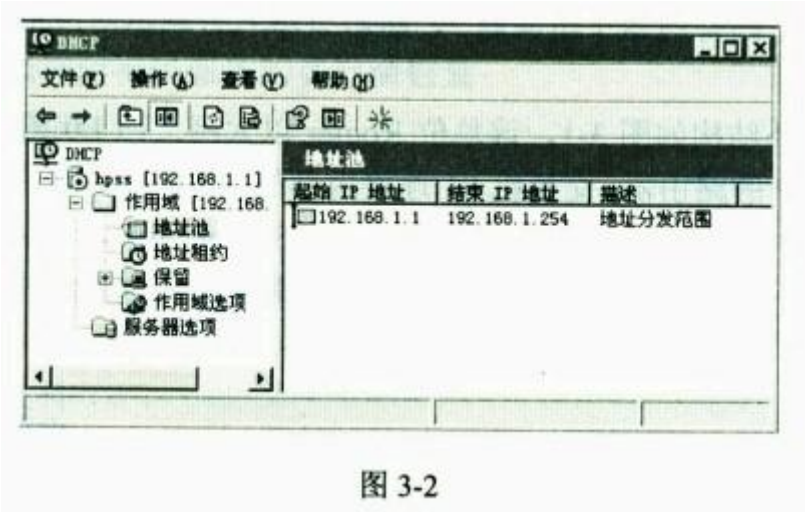 DHCP
文件(F) 操作(A) 查看(V) 帮助(H)
DHCP
hpss [192.168.1.1]
作用域 [192.168.
地址池
地址租约
保留
作用域选项
服务器选项
地址池
起始 IP 地址 结束 IP 地址 描述
192.168.1.1 192.168.1.254 地址分发范围
图 3-2